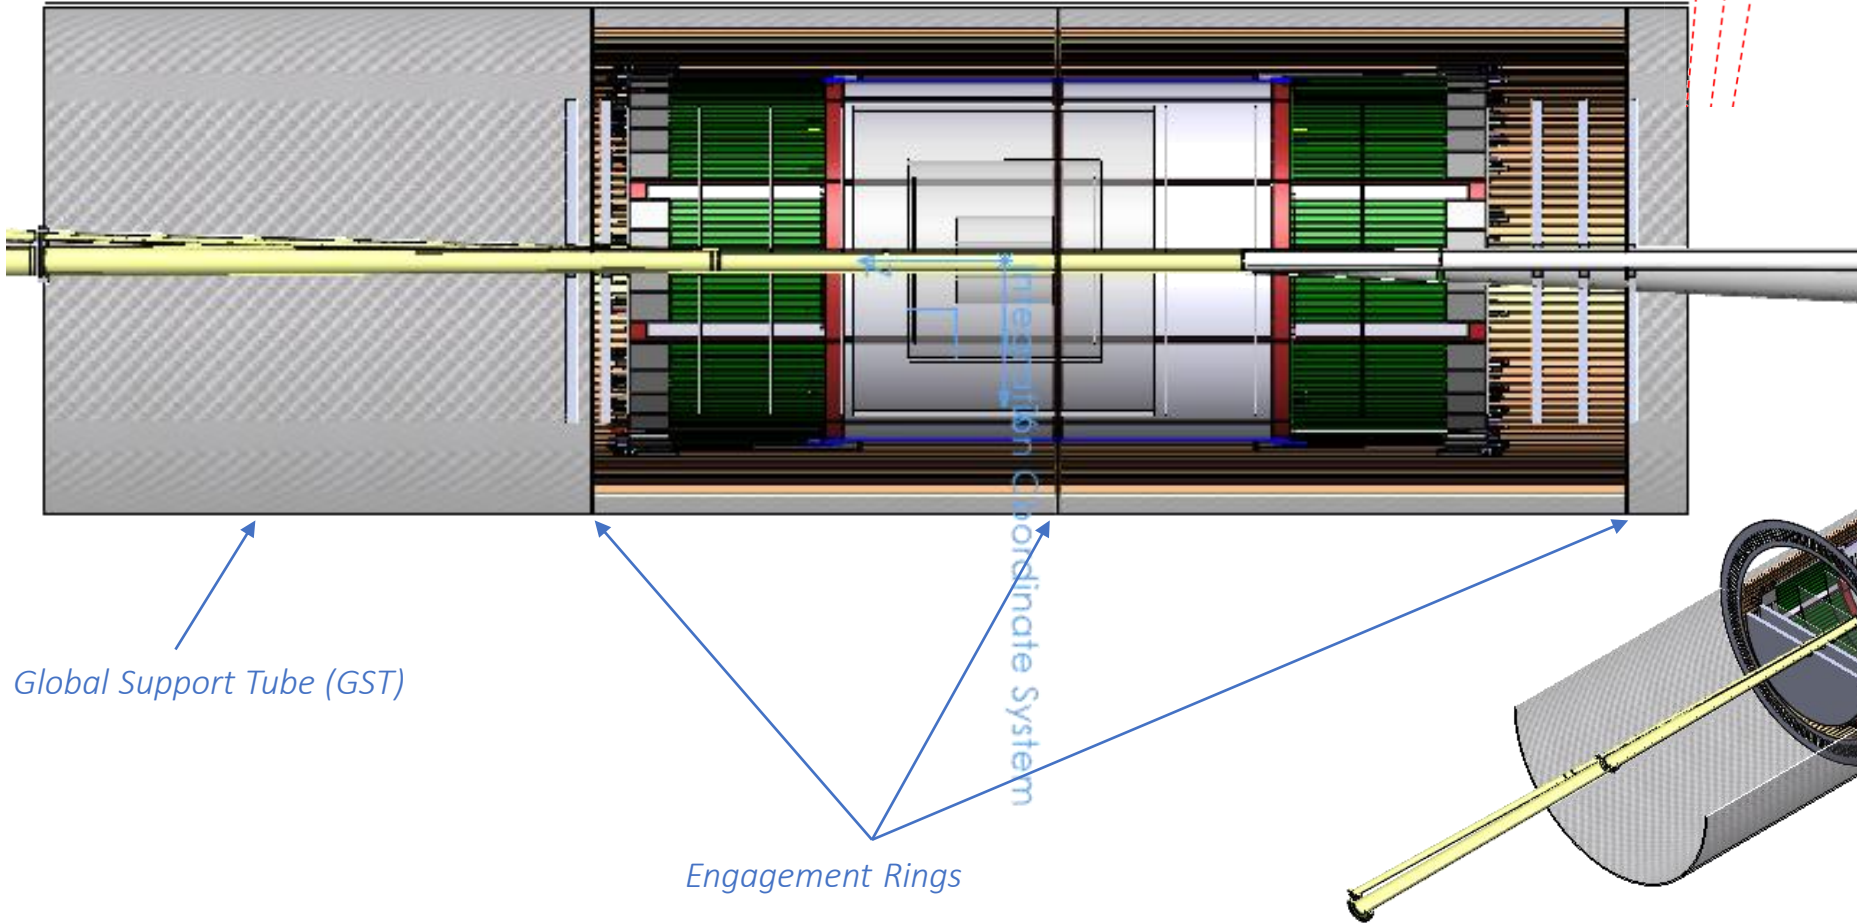 Integration Coordinate System
Global Support Tube (GST)
Engagement Rings